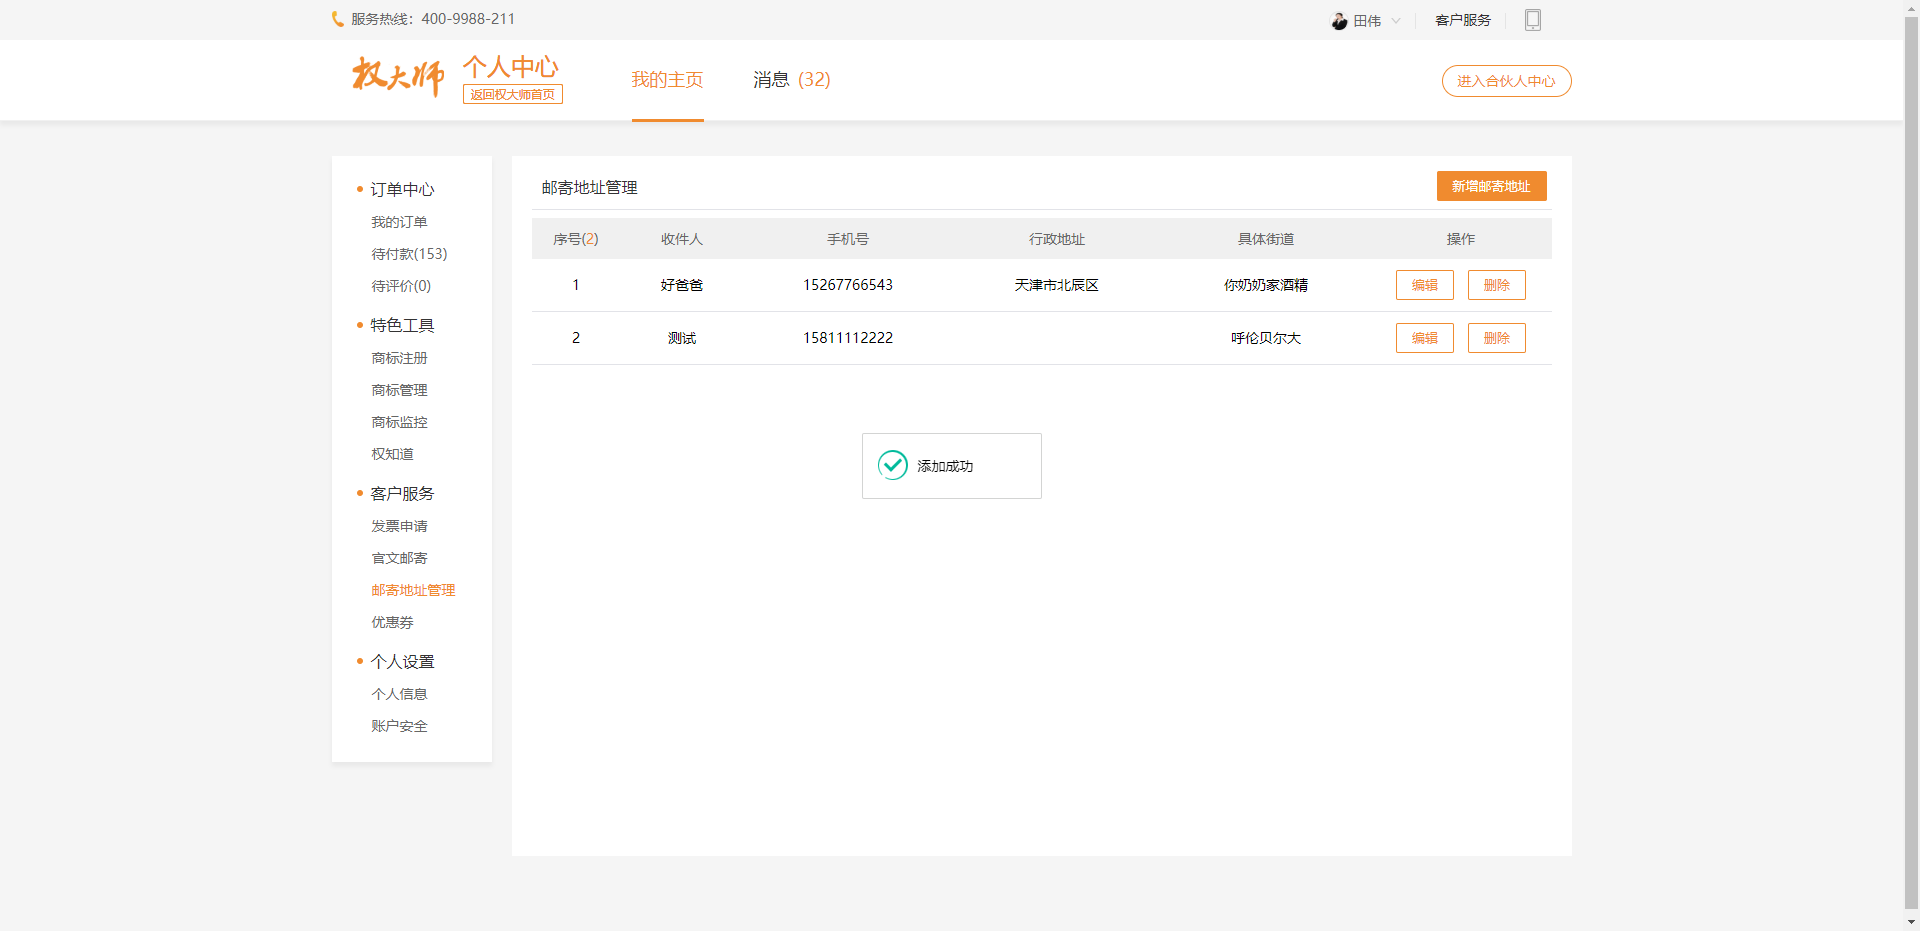 服务热线：400-9988-211
田伟
客户服务
权大师
个人中心
返回权大师首页
我的主页
消息 (32)
进入合伙人中心
订单中心
我的订单
待付款(153)
待评价(0)
特色工具
商标注册
商标管理
商标监控
权知道
客户服务
发票申请
官文邮寄
邮寄地址管理
优惠券
个人设置
个人信息
账户安全
邮寄地址管理
新增邮寄地址
序号(2) 收件人 手机号 行政地址 具体街道 操作
1 好爸爸 15267766543 天津市北辰区 你奶奶家酒精 编辑 删除
2 测试 15811112222 呼伦贝尔大 编辑 删除
添加成功